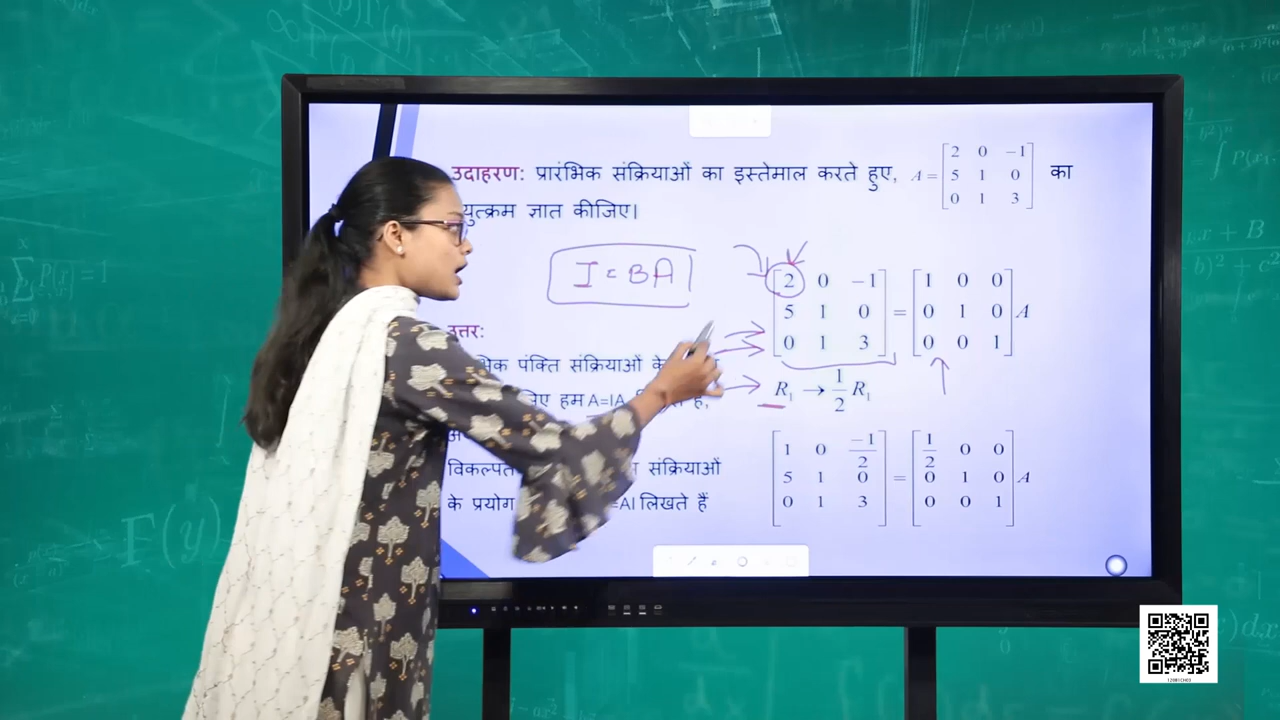 उदाहरण: प्रारंभिक संक्रियाओं का इस्तेमाल करते हुए, A = [2 0 −1; 5 1 0; 0 1 3] का
युत्क्रम ज्ञात कीजिए।
I = BA
[2 0 −1; 5 1 0; 0 1 3] = [1 0 0; 0 1 0; 0 0 1] A
उत्तर:
पंक्ति संक्रियाओं के
R₁ → 1/2 R₁
हम A=IA
[1 0 −1/2; 5 1 0; 0 1 3] = [1/2 0 0; 0 1 0; 0 0 1] A
संक्रियाओं
के प्रयोग =AI लिखते हैं
12081CH03